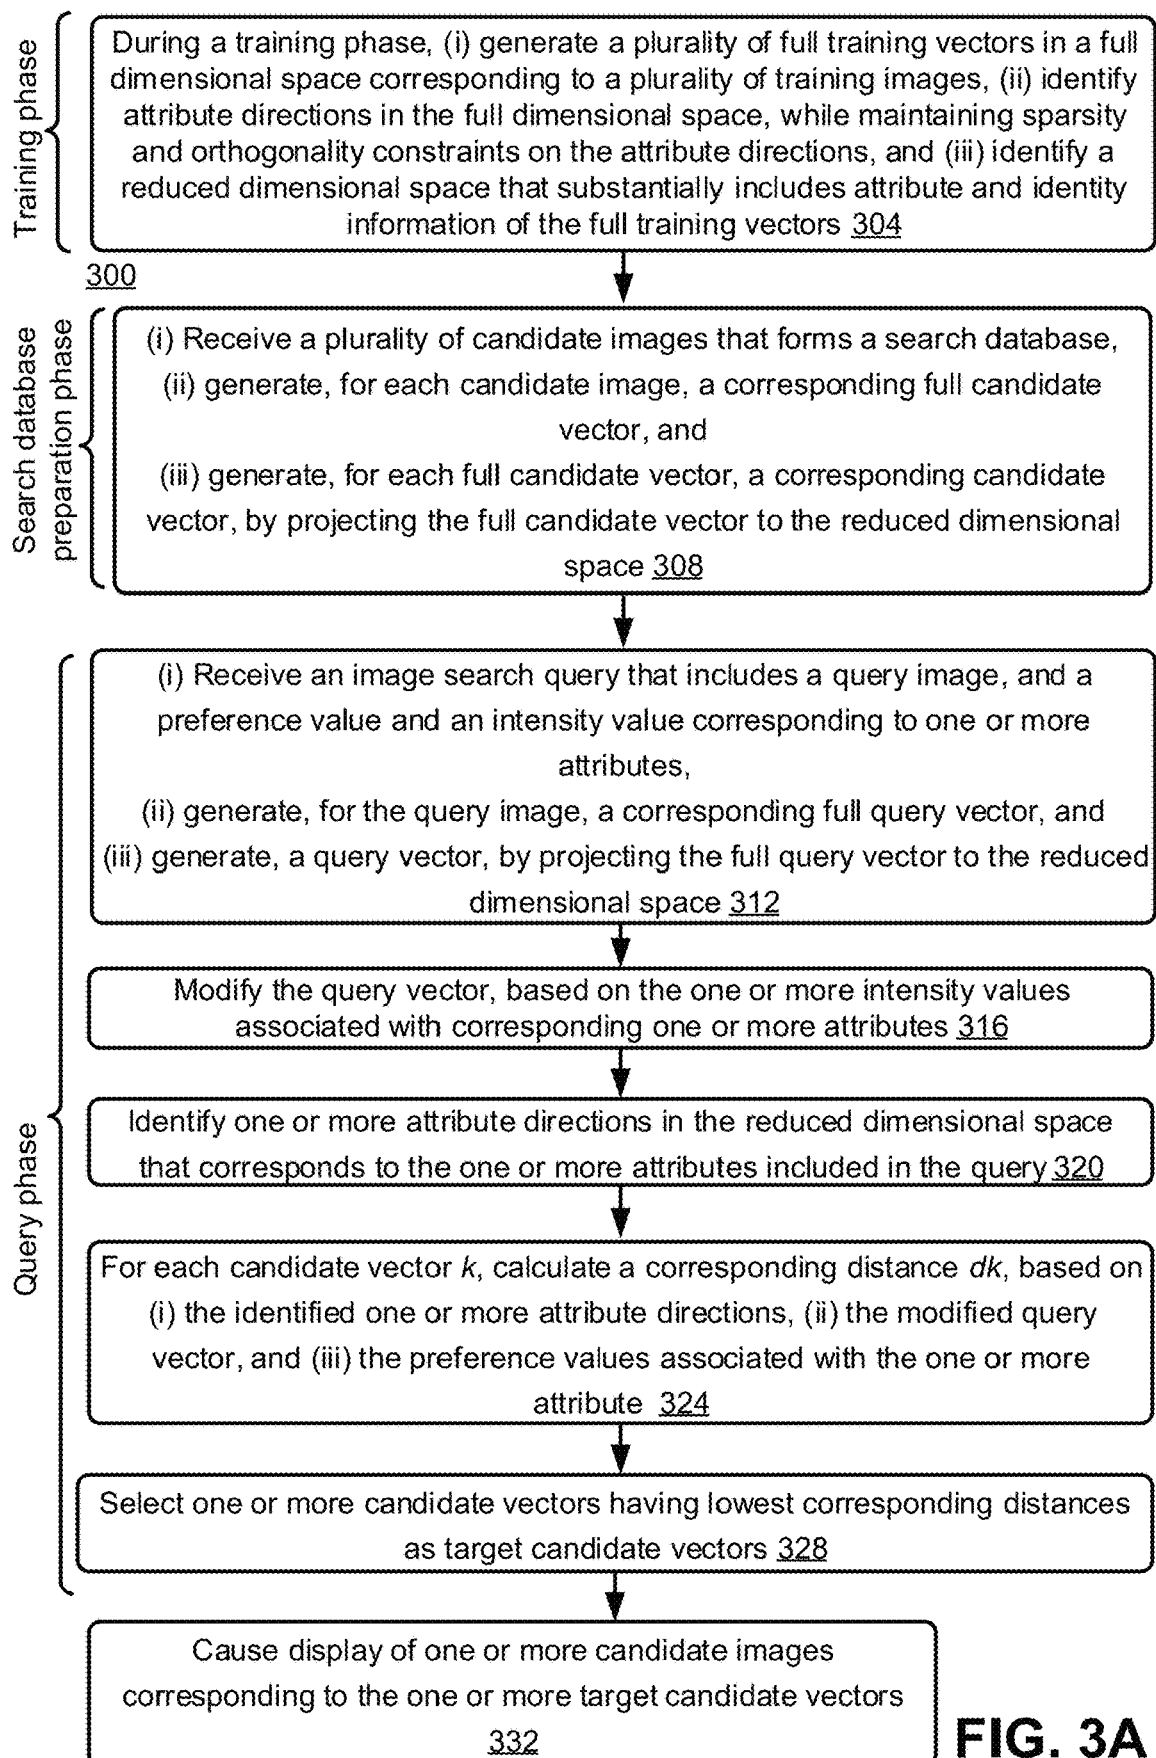 Training phase
During a training phase, (i) generate a plurality of full training vectors in a full
dimensional space corresponding to a plurality of training images, (ii) identify
attribute directions in the full dimensional space, while maintaining sparsity
and orthogonality constraints on the attribute directions, and (iii) identify a
reduced dimensional space that substantially includes attribute and identity
information of the full training vectors 304
300
Search database
preparation phase
(i) Receive a plurality of candidate images that forms a search database,
(ii) generate, for each candidate image, a corresponding full candidate
vector, and
(iii) generate, for each full candidate vector, a corresponding candidate
vector, by projecting the full candidate vector to the reduced dimensional
space 308
Query phase
(i) Receive an image search query that includes a query image, and a
preference value and an intensity value corresponding to one or more
attributes,
(ii) generate, for the query image, a corresponding full query vector, and
(iii) generate, a query vector, by projecting the full query vector to the reduced
dimensional space 312
Modify the query vector, based on the one or more intensity values
associated with corresponding one or more attributes 316
Identify one or more attribute directions in the reduced dimensional space
that corresponds to the one or more attributes included in the query 320
For each candidate vector k, calculate a corresponding distance dk, based on
(i) the identified one or more attribute directions, (ii) the modified query
vector, and (iii) the preference values associated with the one or more
attribute 324
Select one or more candidate vectors having lowest corresponding distances
as target candidate vectors 328
Cause display of one or more candidate images
corresponding to the one or more target candidate vectors
332
FIG. 3A